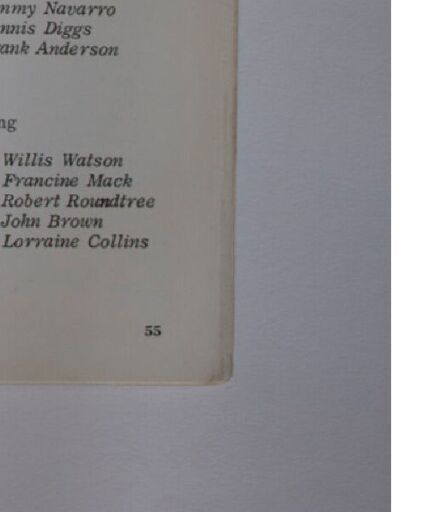 nmy Navarro
nnis Diggs
ank Anderson
ng
Willis Watson
Francine Mack
Robert Roundtree
John Brown
Lorraine Collins
55